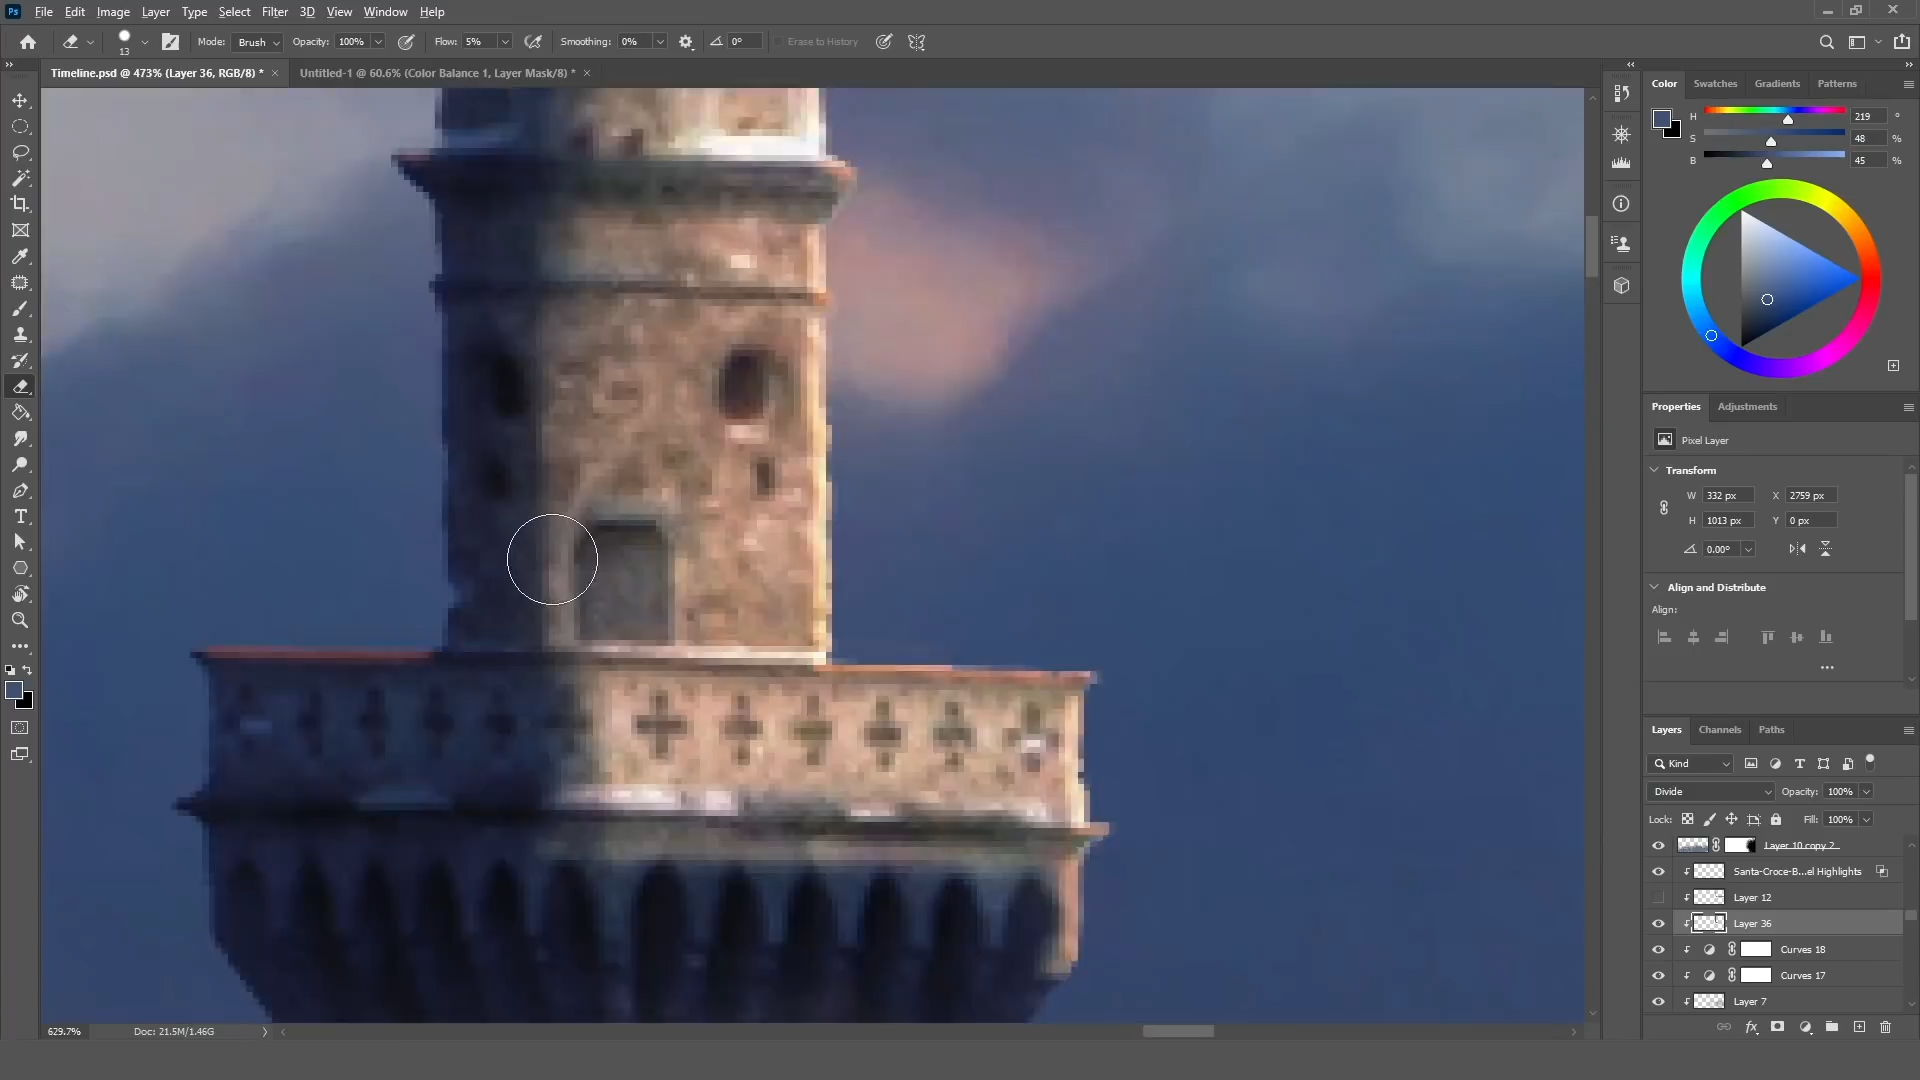 Ps File Edit Image Layer Type Select Filter 3D View Window Help
13 Mode: Brush Opacity: 100% Flow: 5% Smoothing: 0% 0° Erase to History
Timeline.psd @ 473% (Layer 36, RGB/8) * × Untitled-1 @ 60.6% (Color Balance 1, Layer Mask/8) * ×
Color Swatches Gradients Patterns
H 219 °
S 48 %
B 45 %
Properties Adjustments
Pixel Layer
Transform
W 332 px X 2759 px
H 1013 px Y 0 px
0.00°
Align and Distribute
Align:
Layers Channels Paths
Kind
Divide Opacity: 100%
Lock: Fill: 100%
Layer 10 copy 2
Santa-Croce-B...el Highlights
Layer 12
Layer 36
Curves 18
Curves 17
Layer 7
629.7% Doc: 21.5M/1.46G